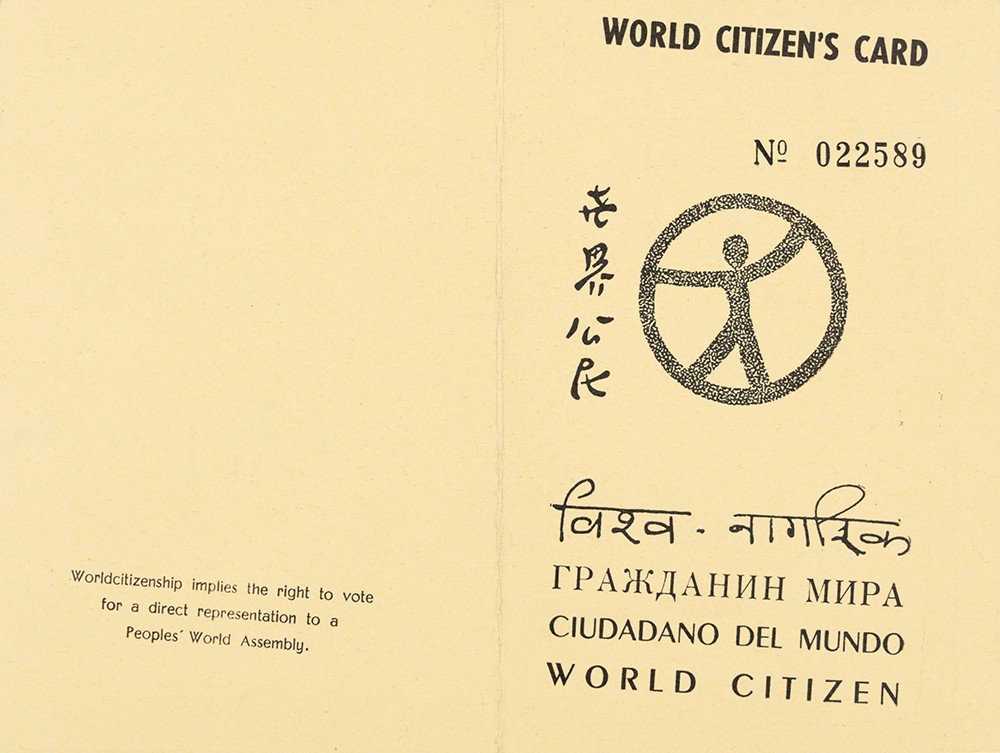 Worldcitizenship implies the right to vote
for a direct representation to a
Peoples' World Assembly.
WORLD CITIZEN'S CARD
Nº 022589
世界公民
विश्व - नागरिक
ГРАЖДАНИН МИРА
CIUDADANO DEL MUNDO
WORLD CITIZEN